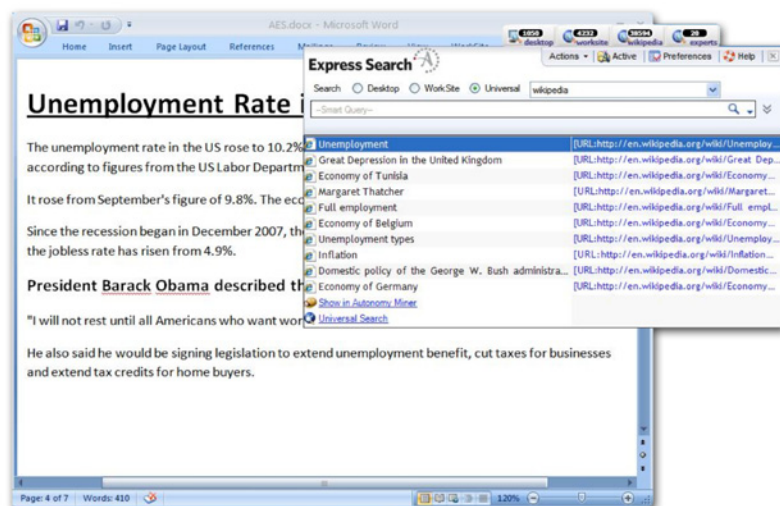 AES.docx - Microsoft Word
Home Insert Page Layout References
1050 desktop 4232 worksite 38594 wikipedia 20 experts
Actions Active Preferences Help
Express Search
Search Desktop WorkSite Universal wikipedia
~Smart Query~
Unemployment [URL:http://en.wikipedia.org/wiki/Unemploy...
Great Depression in the United Kingdom [URL:http://en.wikipedia.org/wiki/Great Dep...
Economy of Tunisia [URL:http://en.wikipedia.org/wiki/Economy...
Margaret Thatcher [URL:http://en.wikipedia.org/wiki/Margaret...
Full employment [URL:http://en.wikipedia.org/wiki/Full empl...
Economy of Belgium [URL:http://en.wikipedia.org/wiki/Economy...
Unemployment types [URL:http://en.wikipedia.org/wiki/Unemploy...
Inflation [URL:http://en.wikipedia.org/wiki/Inflation...
Domestic policy of the George W. Bush administra... [URL:http://en.wikipedia.org/wiki/Domestic...
Economy of Germany [URL:http://en.wikipedia.org/wiki/Economy...
Show in Autonomy Miner
Universal Search
Unemployment Rate i
The unemployment rate in the US rose to 10.2%
according to figures from the US Labor Departm
It rose from September's figure of 9.8%. The eco
Since the recession began in December 2007, the
the jobless rate has risen from 4.9%.
President Barack Obama described th
"I will not rest until all Americans who want wor
He also said he would be signing legislation to extend unemployment benefit, cut taxes for businesses
and extend tax credits for home buyers.
Page: 4 of 7 Words: 410 120%